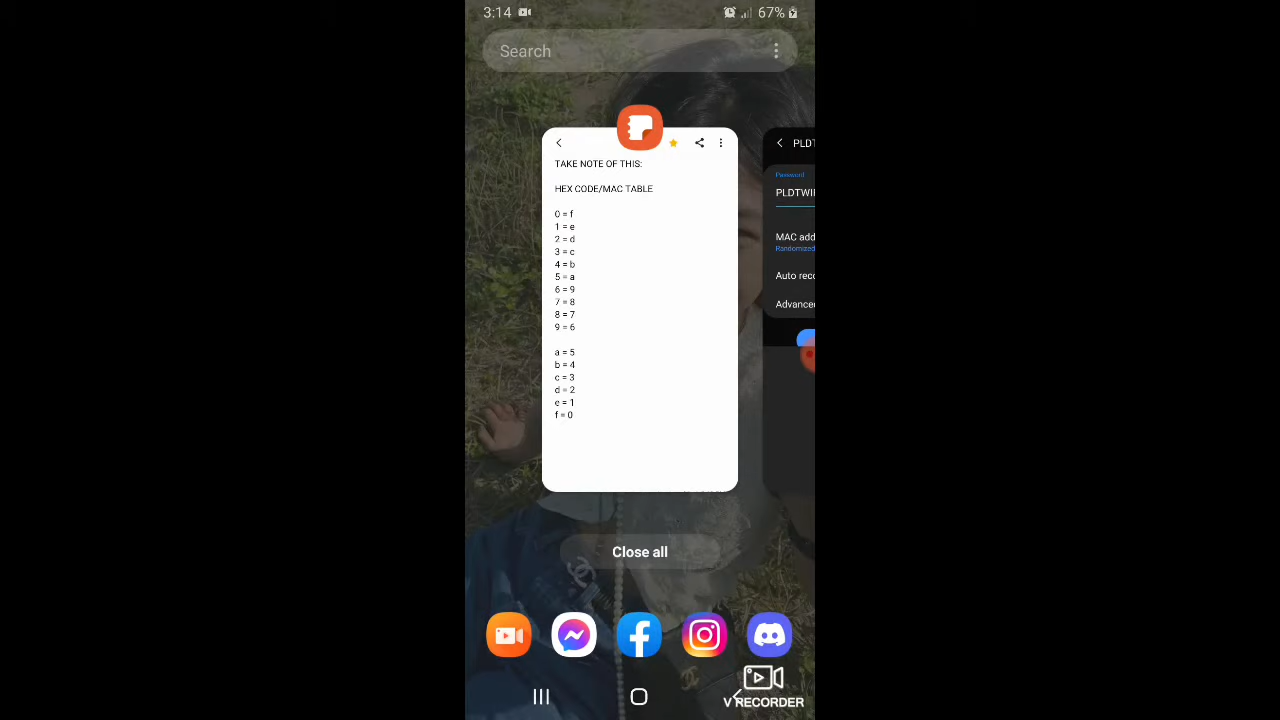 3:14
67%
Search
TAKE NOTE OF THIS:
HEX CODE/MAC TABLE
0 = f
1 = e
2 = d
3 = c
4 = b
5 = a
6 = 9
7 = 8
8 = 7
9 = 6
a = 5
b = 4
c = 3
d = 2
e = 1
f = 0
PLDT
Password
PLDTWIF
MAC add
Randomized
Auto reco
Advanced
Close all
V RECORDER